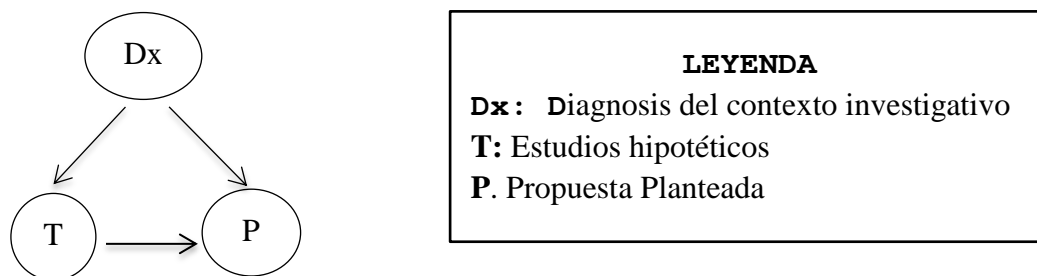 Dx
T
P
LEYENDA
Dx: Diagnosis del contexto investigativo
T: Estudios hipotéticos
P. Propuesta Planteada